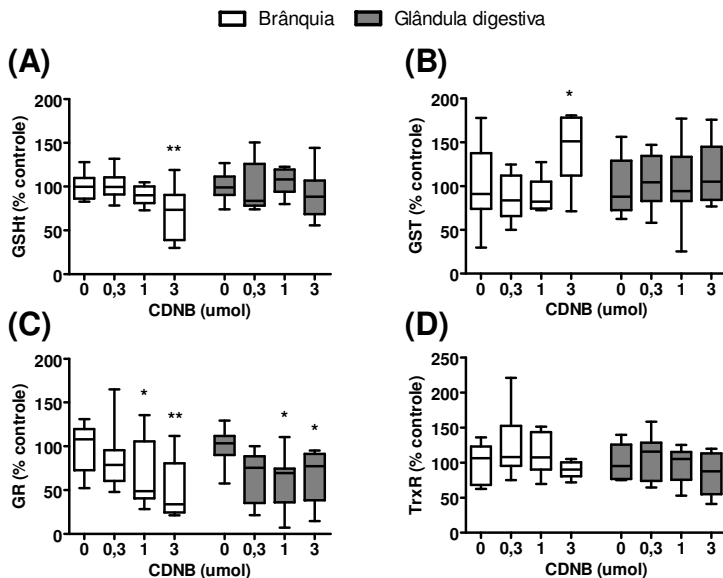 Brânquia Glândula digestiva
(A)
GSHt (% controle)
200
150
100
50
0
**
0 0,3 1 3 0 0,3 1 3
CDNB (umol)
(B)
GST (% controle)
200
150
100
50
0
*
0 0,3 1 3 0 0,3 1 3
CDNB (umol)
(C)
GR (% controle)
200
150
100
50
0
* ** * *
0 0,3 1 3 0 0,3 1 3
CDNB (umol)
(D)
TrxR (% controle)
250
200
150
100
50
0
0 0,3 1 3 0 0,3 1 3
CDNB (umol)